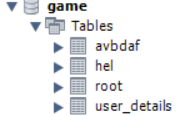 game
Tables
avbdaf
hel
root
user_details